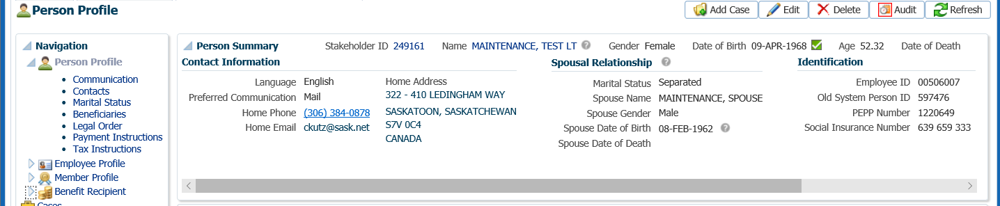 Person Profile
Add Case
Edit
Delete
Audit
Refresh
Navigation
Person Profile
Communication
Contacts
Marital Status
Beneficiaries
Legal Order
Payment Instructions
Tax Instructions
Employee Profile
Member Profile
Benefit Recipient
Cases
Person Summary Stakeholder ID 249161 Name MAINTENANCE, TEST LT Gender Female Date of Birth 09-APR-1968 Age 52.32 Date of Death
Contact Information
Language English
Preferred Communication Mail
Home Phone (306) 384-0878
Home Email ckutz@sask.net
Home Address
322 - 410 LEDINGHAM WAY
SASKATOON, SASKATCHEWAN
S7V 0C4
CANADA
Spousal Relationship
Marital Status Separated
Spouse Name MAINTENANCE, SPOUSE
Spouse Gender Male
Spouse Date of Birth 08-FEB-1962
Spouse Date of Death
Identification
Employee ID 00506007
Old System Person ID 597476
PEPP Number 1220649
Social Insurance Number 639 659 333